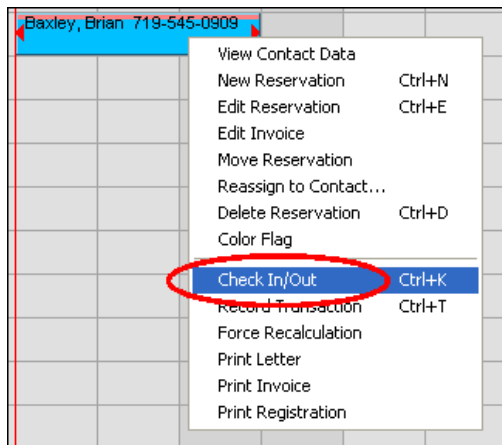 Baxley, Brian 719-545-0909
View Contact Data
New Reservation Ctrl+N
Edit Reservation Ctrl+E
Edit Invoice
Move Reservation
Reassign to Contact...
Delete Reservation Ctrl+D
Color Flag
Check In/Out Ctrl+K
Record Transaction Ctrl+T
Force Recalculation
Print Letter
Print Invoice
Print Registration